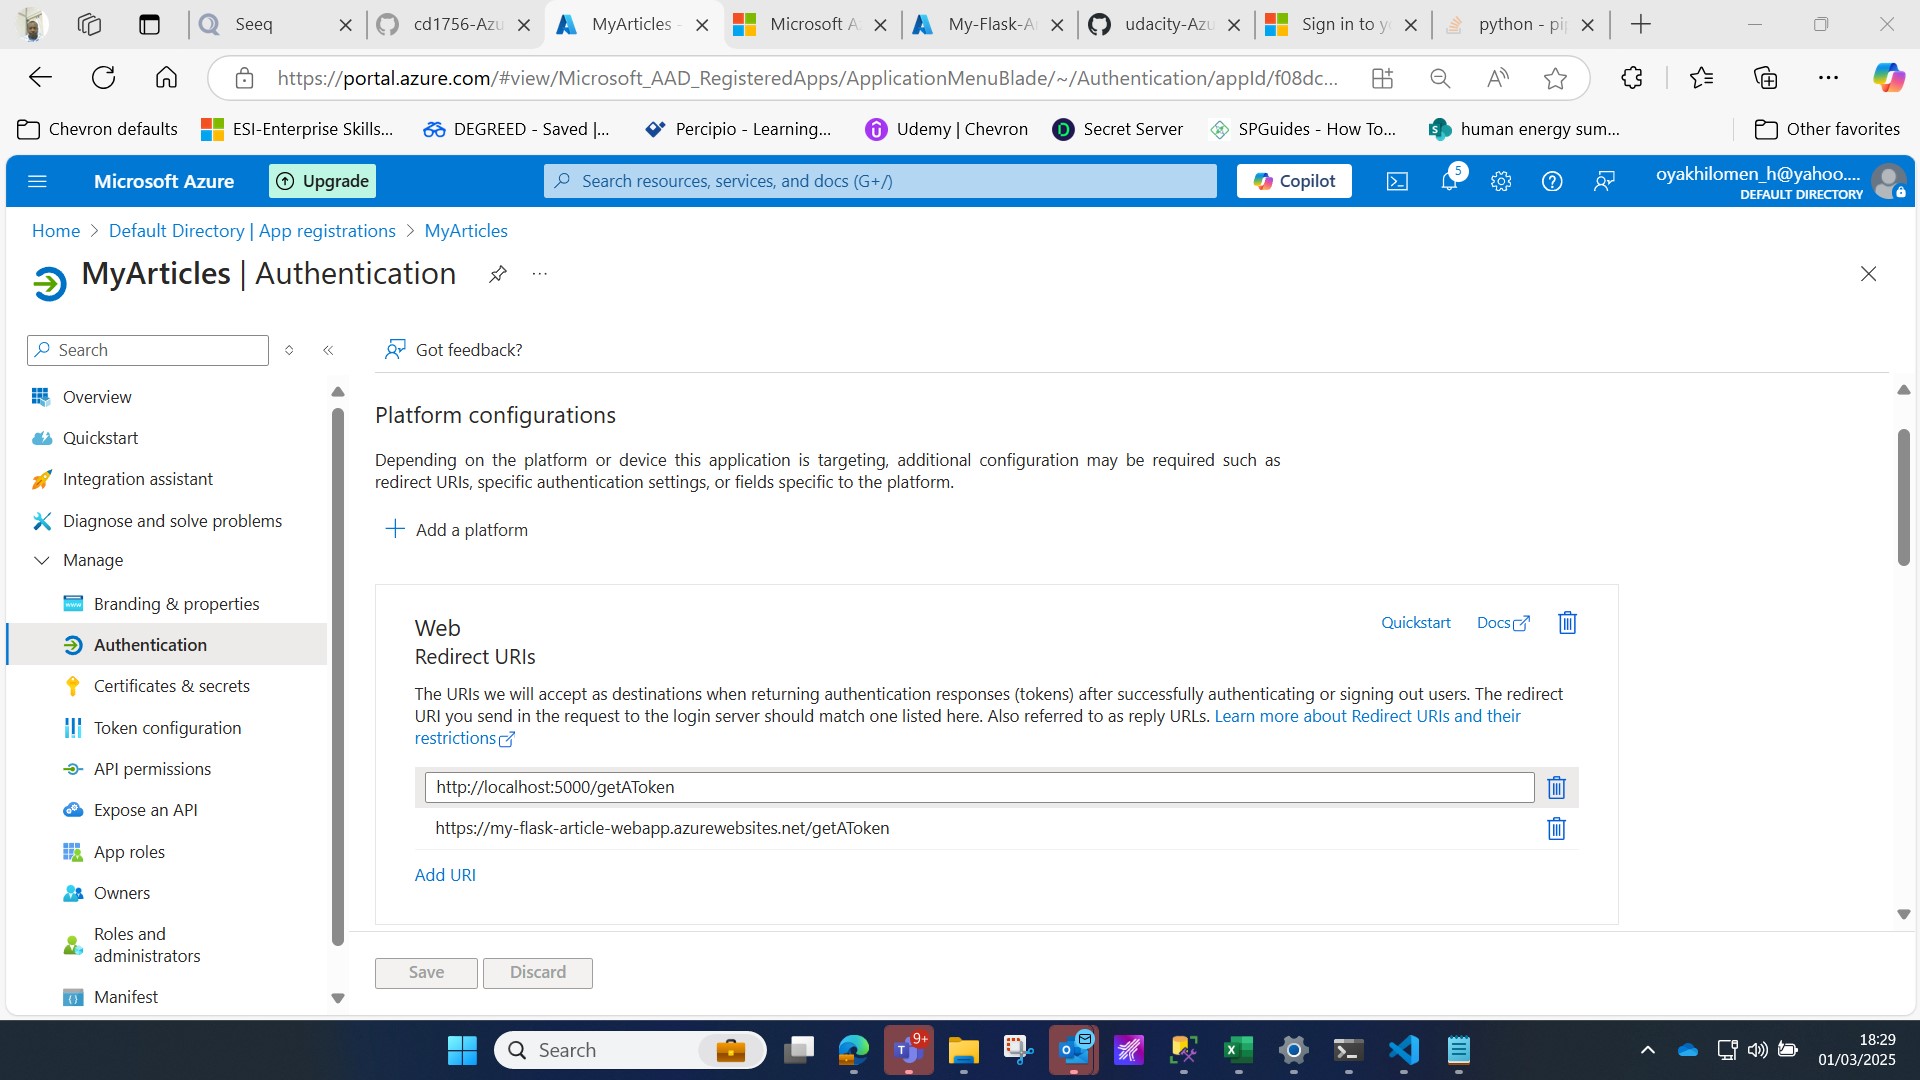 Seeq
cd1756-Azu
MyArticles -
Microsoft A
My-Flask-A
udacity-Azu
Sign in to y
python - pi
https://portal.azure.com/#view/Microsoft_AAD_RegisteredApps/ApplicationMenuBlade/~/Authentication/appId/f08dc...
Chevron defaults
ESI-Enterprise Skills...
DEGREED - Saved |...
Percipio - Learning...
Udemy | Chevron
Secret Server
SPGuides - How To...
human energy sum...
Other favorites
Microsoft Azure
Upgrade
Search resources, services, and docs (G+/)
Copilot
5
oyakhilomen_h@yahoo....
DEFAULT DIRECTORY
Home > Default Directory | App registrations > MyArticles
MyArticles | Authentication
Search
Got feedback?
Overview
Quickstart
Integration assistant
Diagnose and solve problems
Manage
Branding & properties
Authentication
Certificates & secrets
Token configuration
API permissions
Expose an API
App roles
Owners
Roles and
administrators
Manifest
Platform configurations
Depending on the platform or device this application is targeting, additional configuration may be required such as
redirect URIs, specific authentication settings, or fields specific to the platform.
Add a platform
Web
Quickstart
Docs
Redirect URIs
The URIs we will accept as destinations when returning authentication responses (tokens) after successfully authenticating or signing out users. The redirect
URI you send in the request to the login server should match one listed here. Also referred to as reply URLs. Learn more about Redirect URIs and their
restrictions
http://localhost:5000/getAToken
https://my-flask-article-webapp.azurewebsites.net/getAToken
Add URI
Save
Discard
Search
9+
18:29
01/03/2025